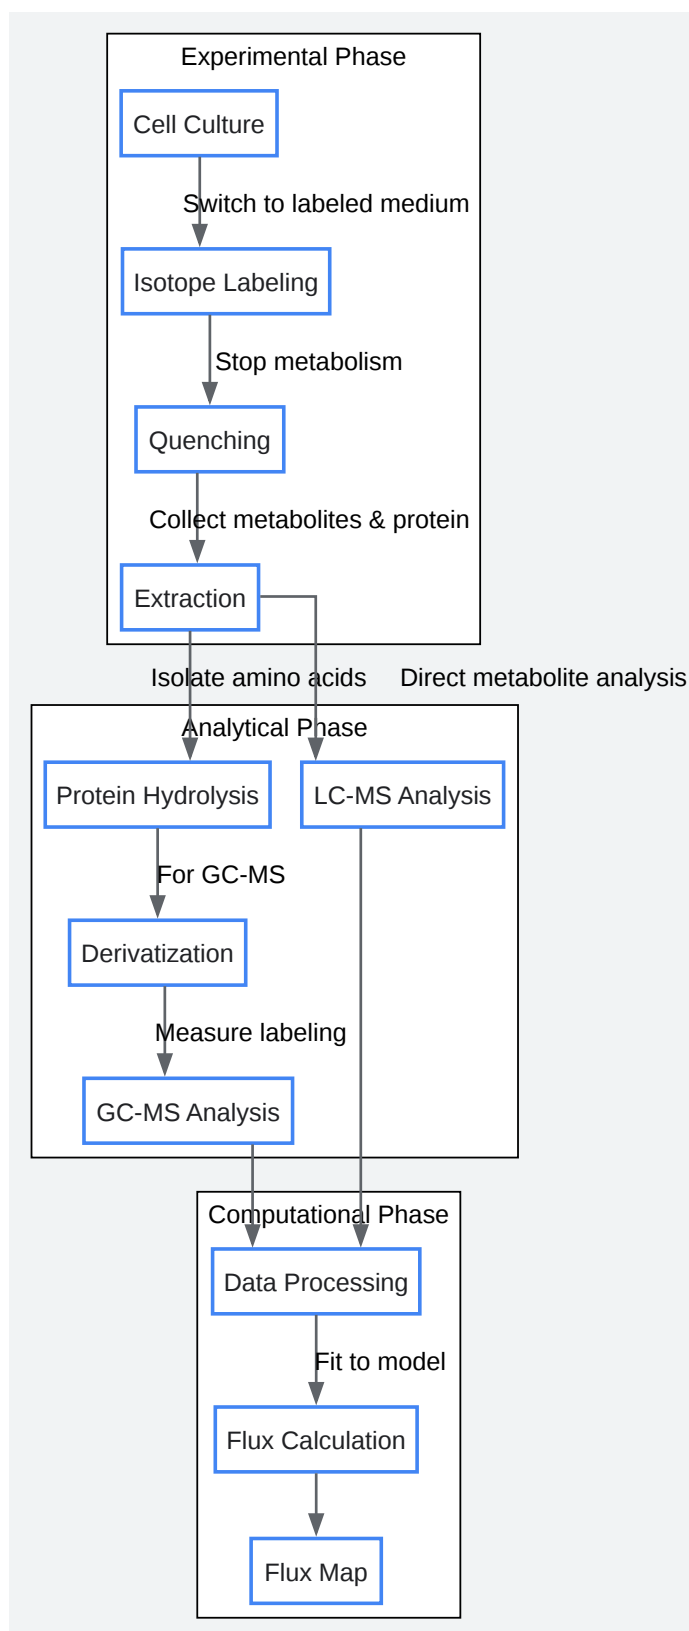 Experimental Phase
Cell Culture
Switch to labeled medium
Isotope Labeling
Stop metabolism
Quenching
Collect metabolites & protein
Extraction
Isolate amino acids
Direct metabolite analysis
Analytical Phase
Protein Hydrolysis
LC-MS Analysis
For GC-MS
Derivatization
Measure labeling
GC-MS Analysis
Computational Phase
Data Processing
Fit to model
Flux Calculation
Flux Map